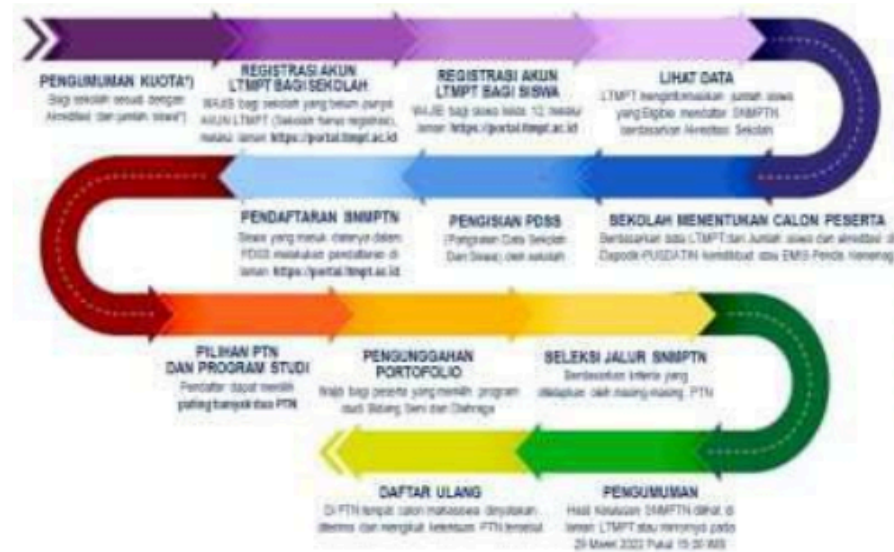 PENGUMUMAN KUOTA*)
Bagi sekolah sesuai dengan
Akreditasi dan jumlah siswa*)
REGISTRASI AKUN
LTMPT BAGI SEKOLAH
WAJIB bagi sekolah yang belum punya
AKUN LTMPT (Sekolah harus registrasi),
melalui laman https://portal.ltmpt.ac.id
REGISTRASI AKUN
LTMPT BAGI SISWA
WAJIB bagi siswa kelas 12 melalui
laman https://portal.ltmpt.ac.id
LIHAT DATA
LTMPT menginformasikan jumlah siswa
yang Eligible mendaftar SNMPTN
berdasarkan Akreditasi Sekolah
SEKOLAH MENENTUKAN CALON PESERTA
Berdasarkan data LTMPT dan Jumlah siswa dan akreditasi di
Dapodik-PUSDATIN Kemdikbud atau EMIS Pendis Kemenag
PENGISIAN PDSS
(Pangkalan Data Sekolah
Dan Siswa) oleh sekolah
PENDAFTARAN SNMPTN
Siswa yang masuk datanya dalam
PDSS melakukan pendaftaran di
laman https://portal.ltmpt.ac.id
PILIHAN PTN
DAN PROGRAM STUDI
Pendaftar dapat memilih
paling banyak dua PTN
PENGUNGGAHAN
PORTOFOLIO
Wajib bagi peserta yang memilih program
studi Bidang Seni dan Olahraga
SELEKSI JALUR SNMPTN
Berdasarkan kriteria yang
ditetapkan oleh masing-masing PTN
PENGUMUMAN
Hasil Kelulusan SNMPTN dilihat di
laman LTMPT atau mirrornya pada
29 Maret 2022 Pukul 15.00 WIB
DAFTAR ULANG
Di PTN tempat calon mahasiswa dinyatakan
diterima dan mengikuti ketentuan PTN tersebut